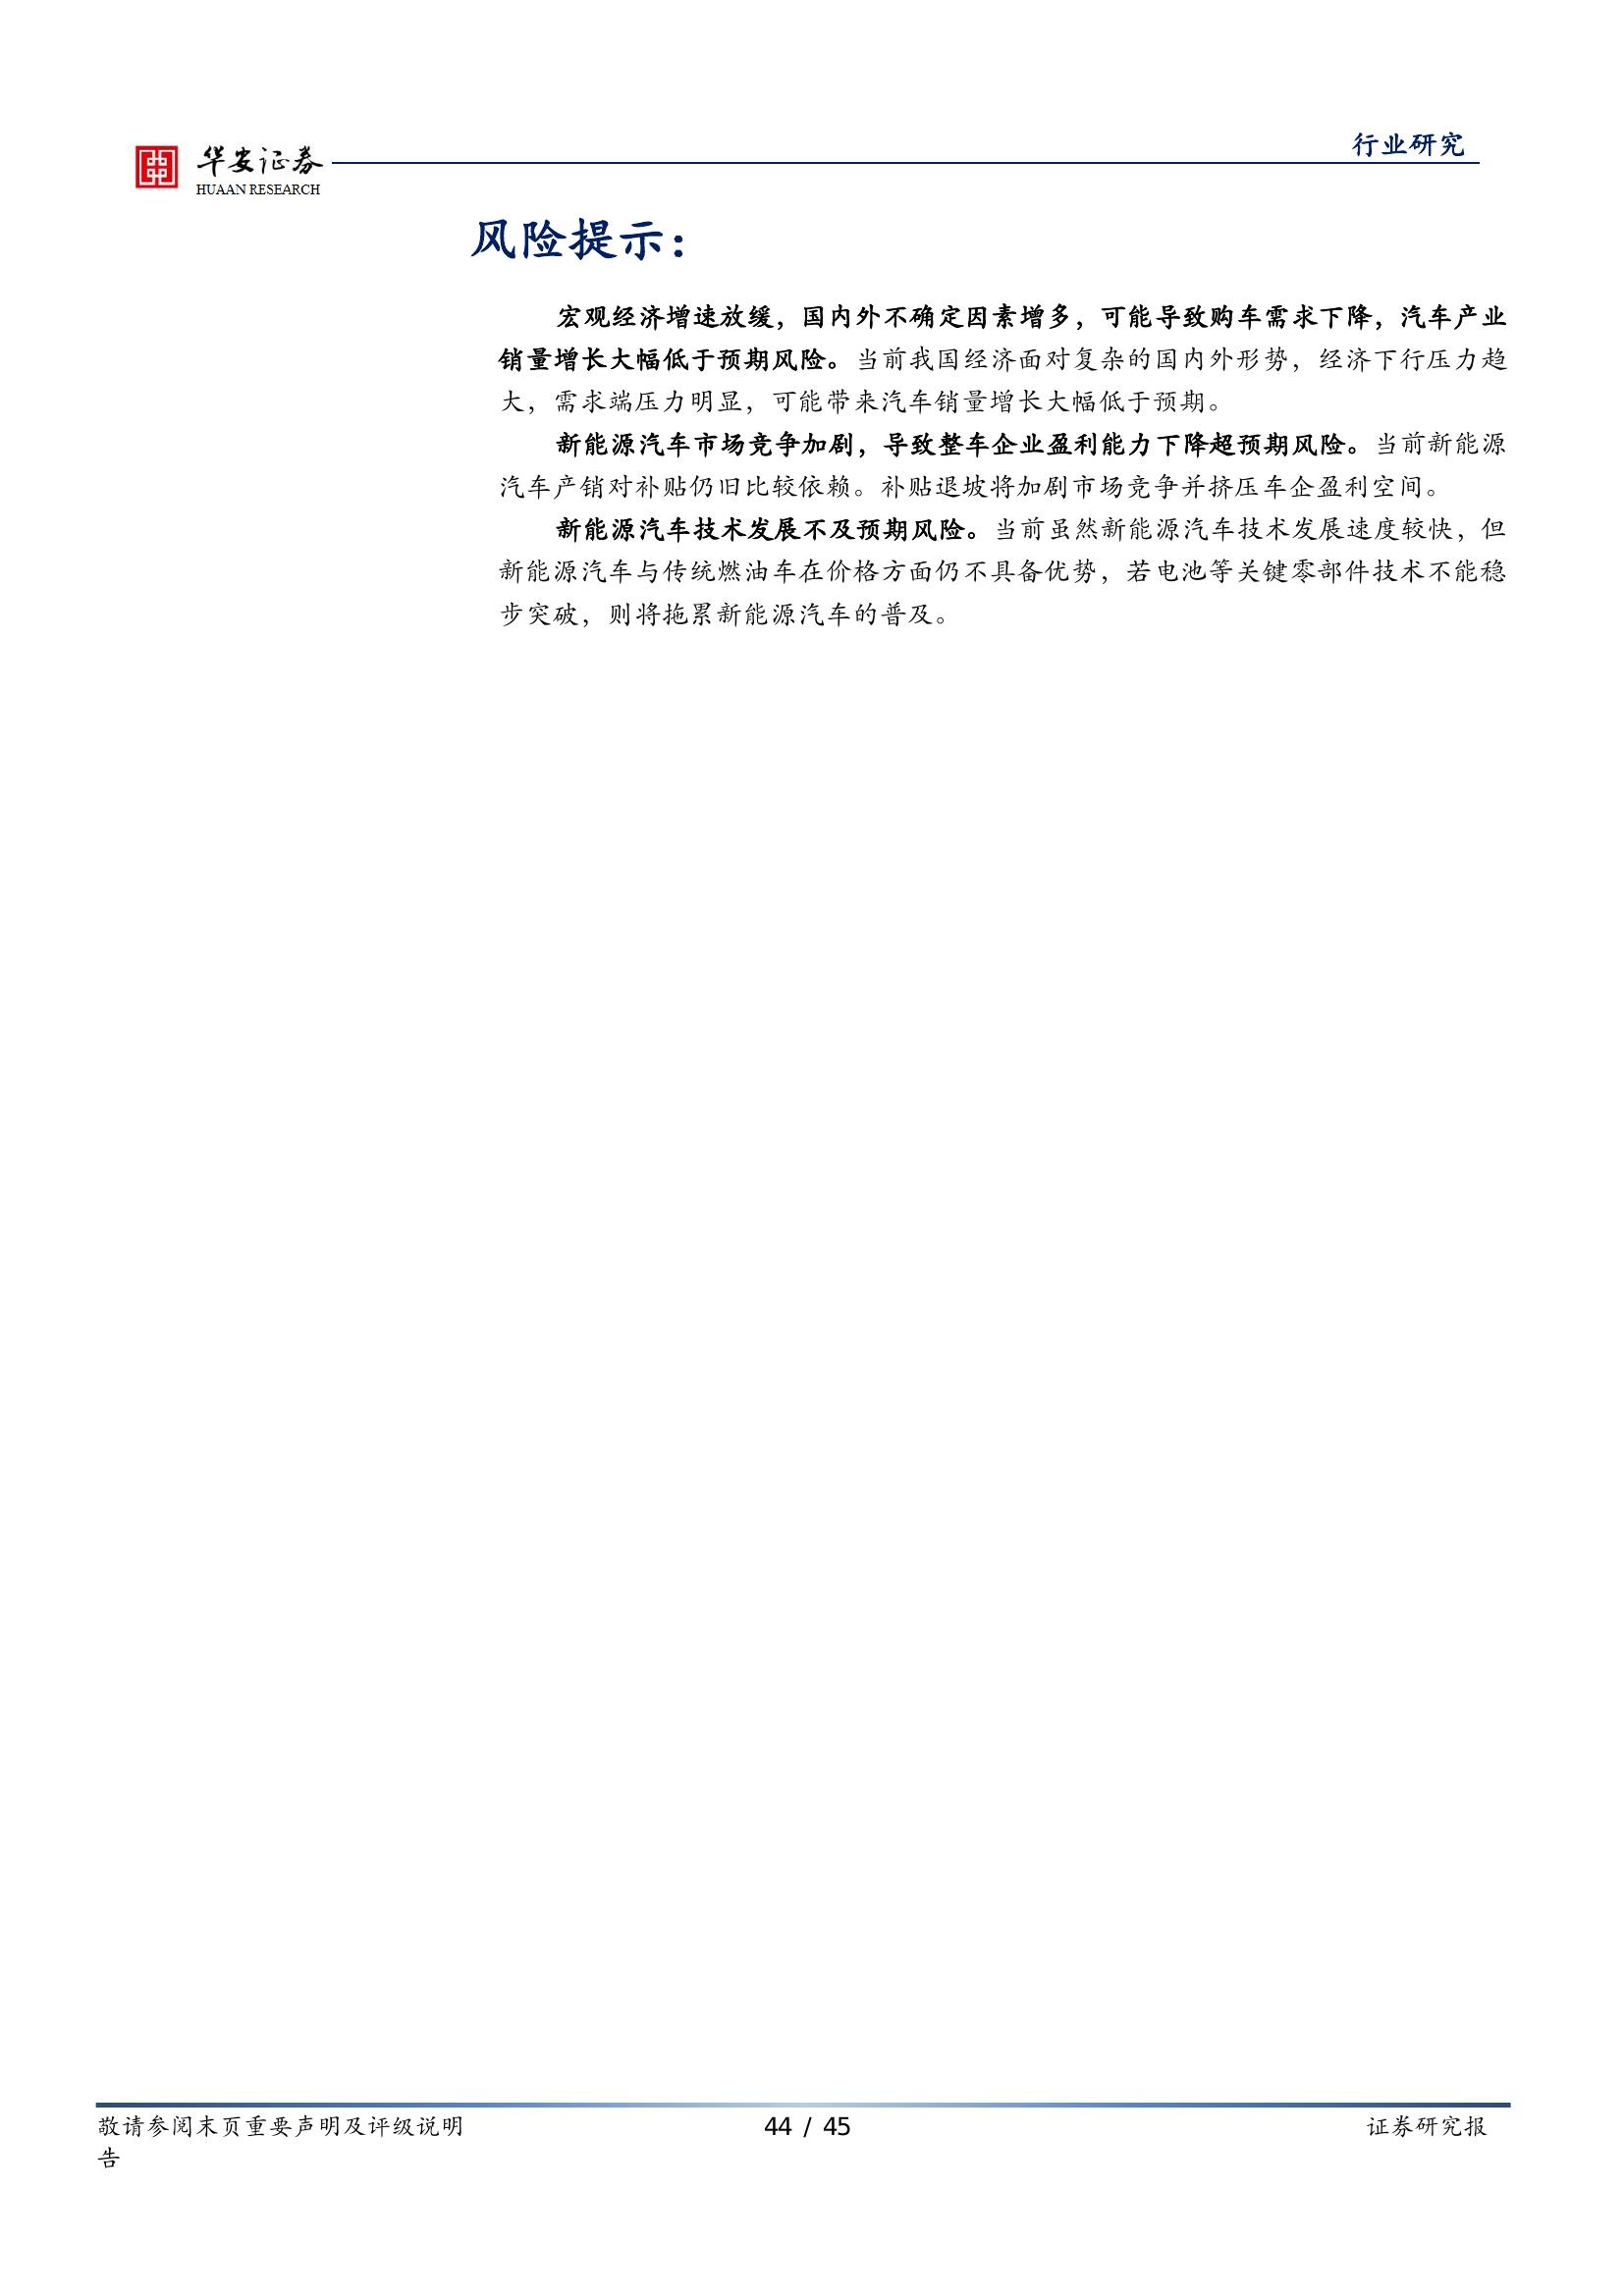 华安证券
HUAAN RESEARCH
行业研究
风险提示：
宏观经济增速放缓，国内外不确定因素增多，可能导致购车需求下降，汽车产业
销量增长大幅低于预期风险。当前我国经济面对复杂的国内外形势，经济下行压力趋
大，需求端压力明显，可能带来汽车销量增长大幅低于预期。
新能源汽车市场竞争加剧，导致整车企业盈利能力下降超预期风险。当前新能源
汽车产销对补贴仍旧比较依赖。补贴退坡将加剧市场竞争并挤压车企盈利空间。
新能源汽车技术发展不及预期风险。当前虽然新能源汽车技术发展速度较快，但
新能源汽车与传统燃油车在价格方面仍不具备优势，若电池等关键零部件技术不能稳
步突破，则将拖累新能源汽车的普及。
敬请参阅末页重要声明及评级说明 44 / 45 证券研究报
告